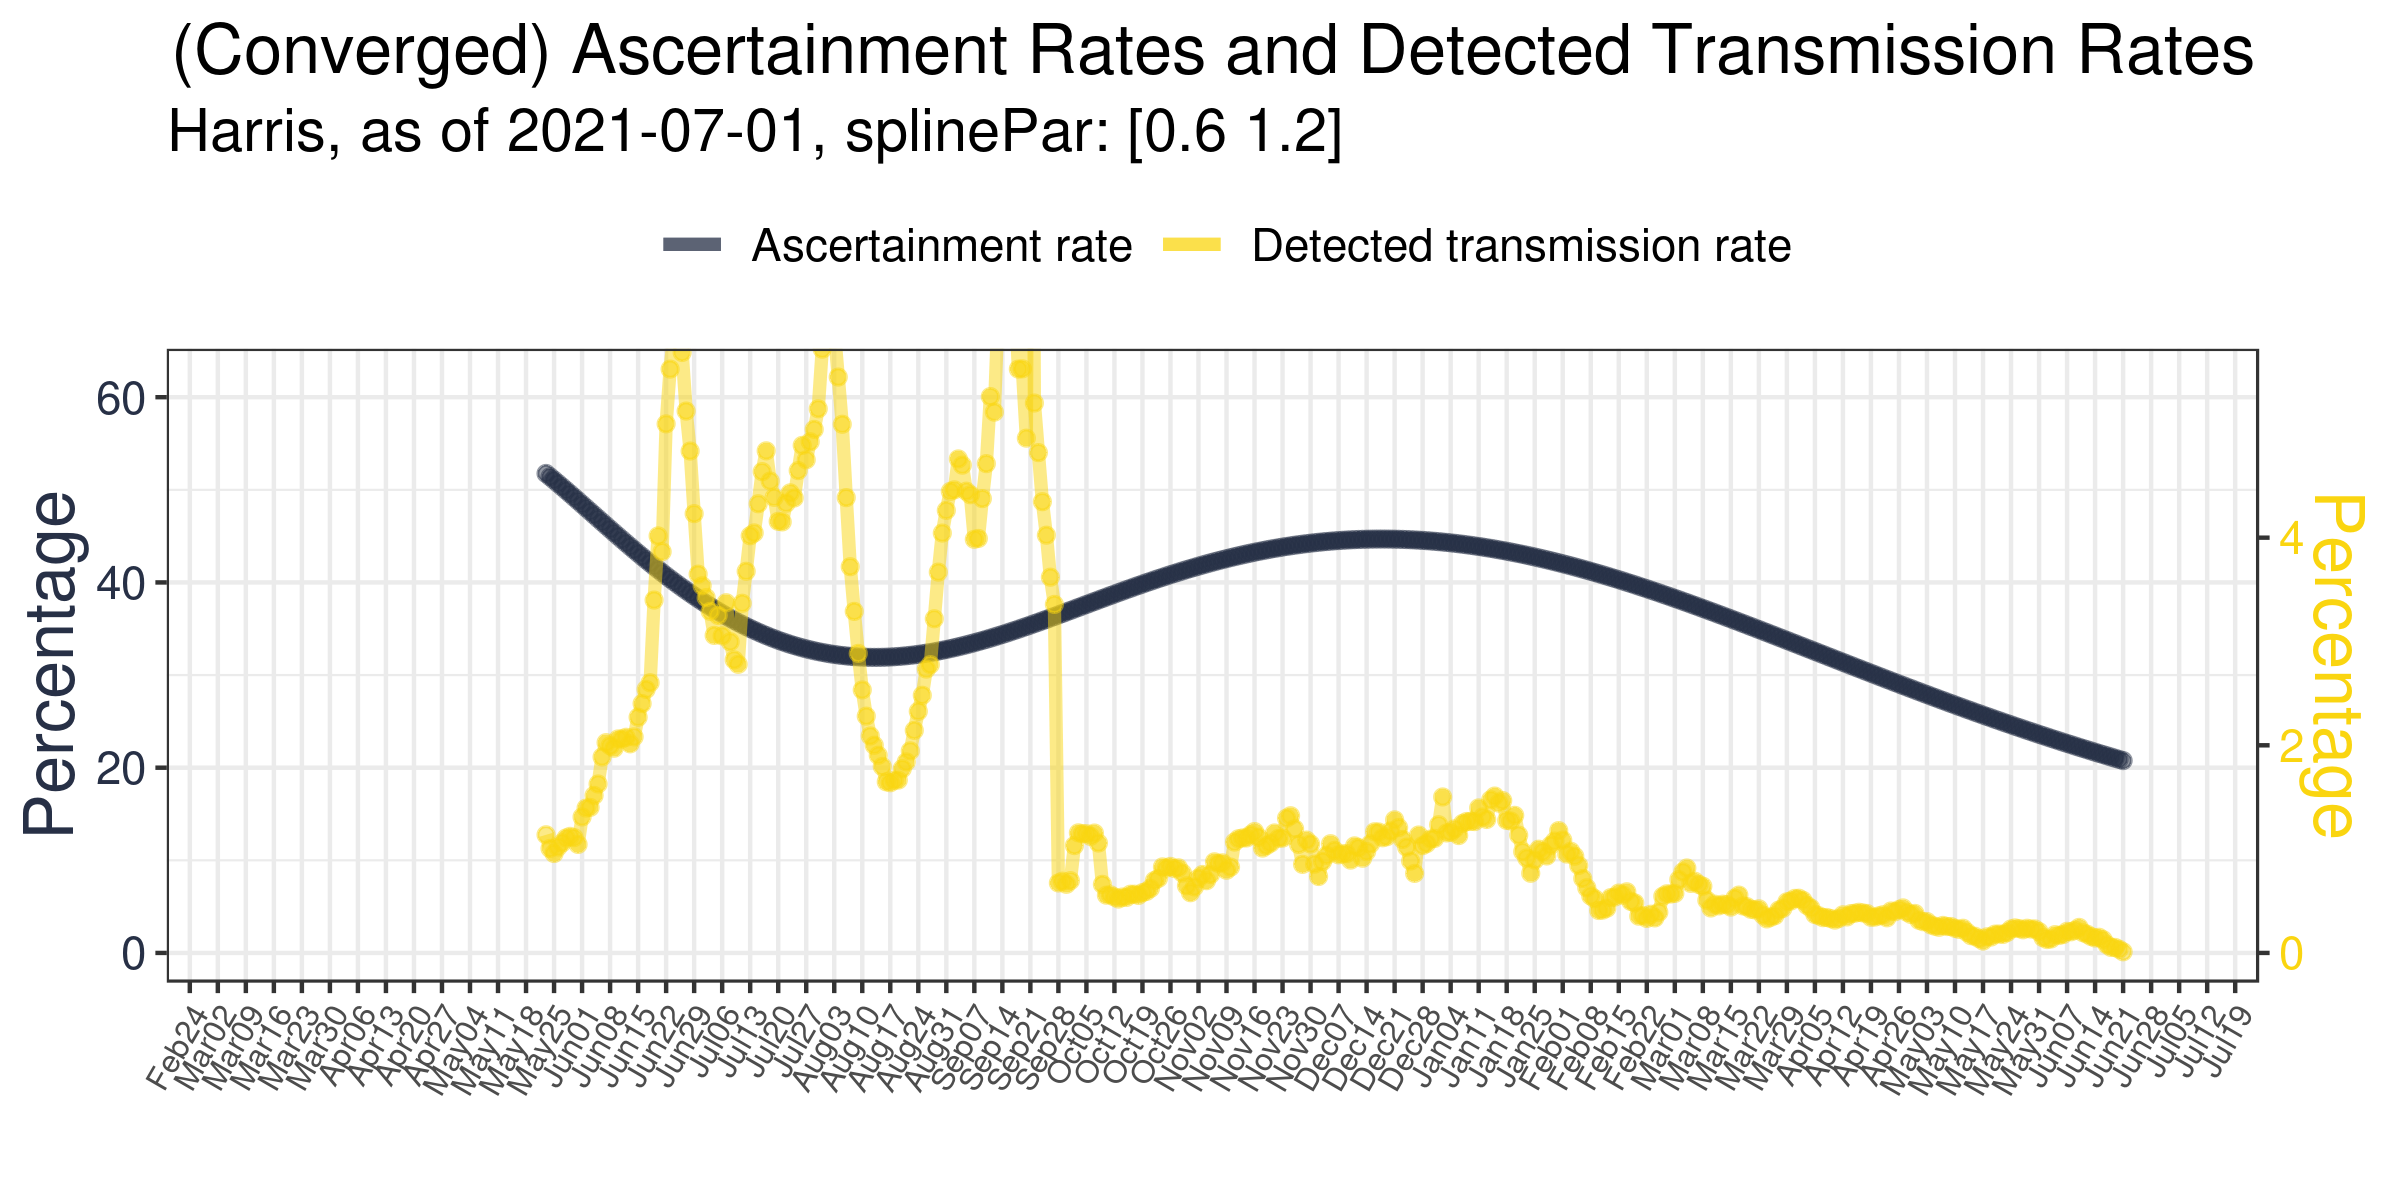 (Converged) Ascertainment Rates and Detected Transmission Rates
Harris, as of 2021-07-01, splinePar: [0.6 1.2]
Ascertainment rate
Detected transmission rate
Percentage
60
40
20
0
4
2
0
Percentage
Feb24
Mar02
Mar09
Mar16
Mar23
Mar30
Apr06
Apr13
Apr20
Apr27
May04
May11
May18
May25
Jun01
Jun08
Jun15
Jun22
Jun29
Jul06
Jul13
Jul20
Jul27
Aug03
Aug10
Aug17
Aug24
Aug31
Sep07
Sep14
Sep21
Sep28
Oct05
Oct12
Oct19
Oct26
Nov02
Nov09
Nov16
Nov23
Nov30
Dec07
Dec14
Dec21
Dec28
Jan04
Jan11
Jan18
Jan25
Feb01
Feb08
Feb15
Feb22
Mar01
Mar08
Mar15
Mar22
Mar29
Apr05
Apr12
Apr19
Apr26
May03
May10
May17
May24
May31
Jun07
Jun14
Jun21
Jun28
Jul05
Jul12
Jul19